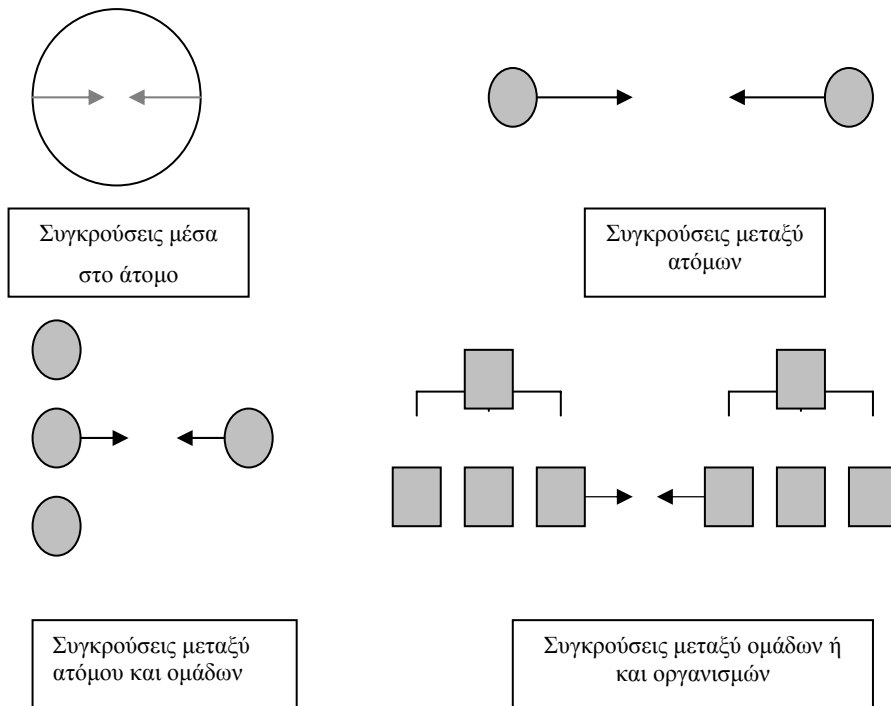 Συγκρούσεις μέσα
στο άτομο
Συγκρούσεις μεταξύ
ατόμων
Συγκρούσεις μεταξύ
ατόμου και ομάδων
Συγκρούσεις μεταξύ ομάδων ή
και οργανισμών